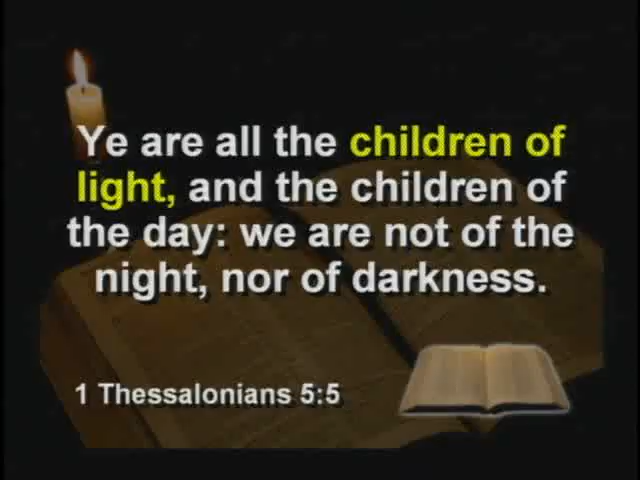 Ye are all the children of
light, and the children of
the day: we are not of the
night, nor of darkness.
1 Thessalonians 5:5